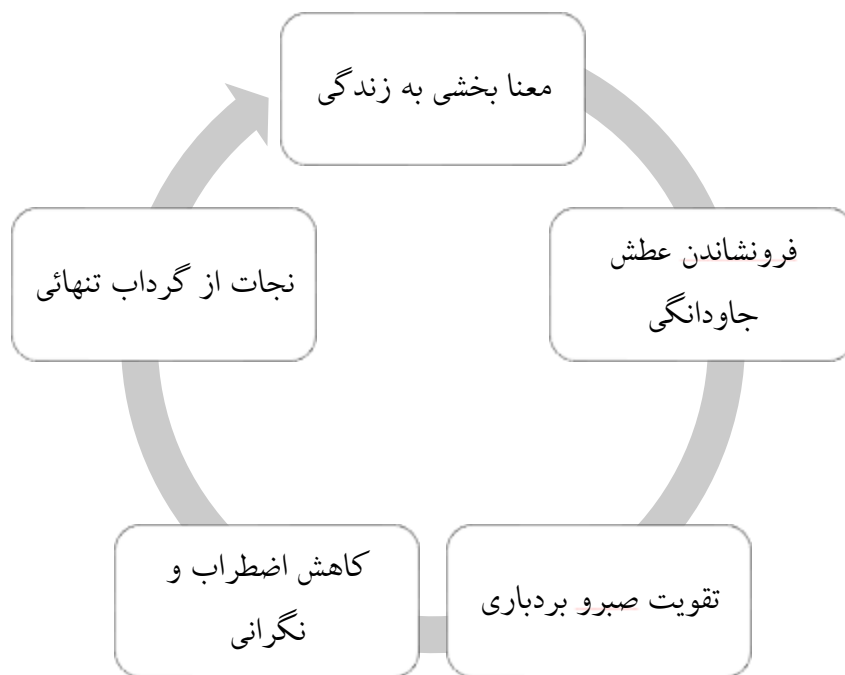 معنا بخشی به زندگی
فرونشاندن عطش
جاودانگی
تقویت صبرو بردباری
کاهش اضطراب و
نگرانی
نجات از گرداب تنهائی